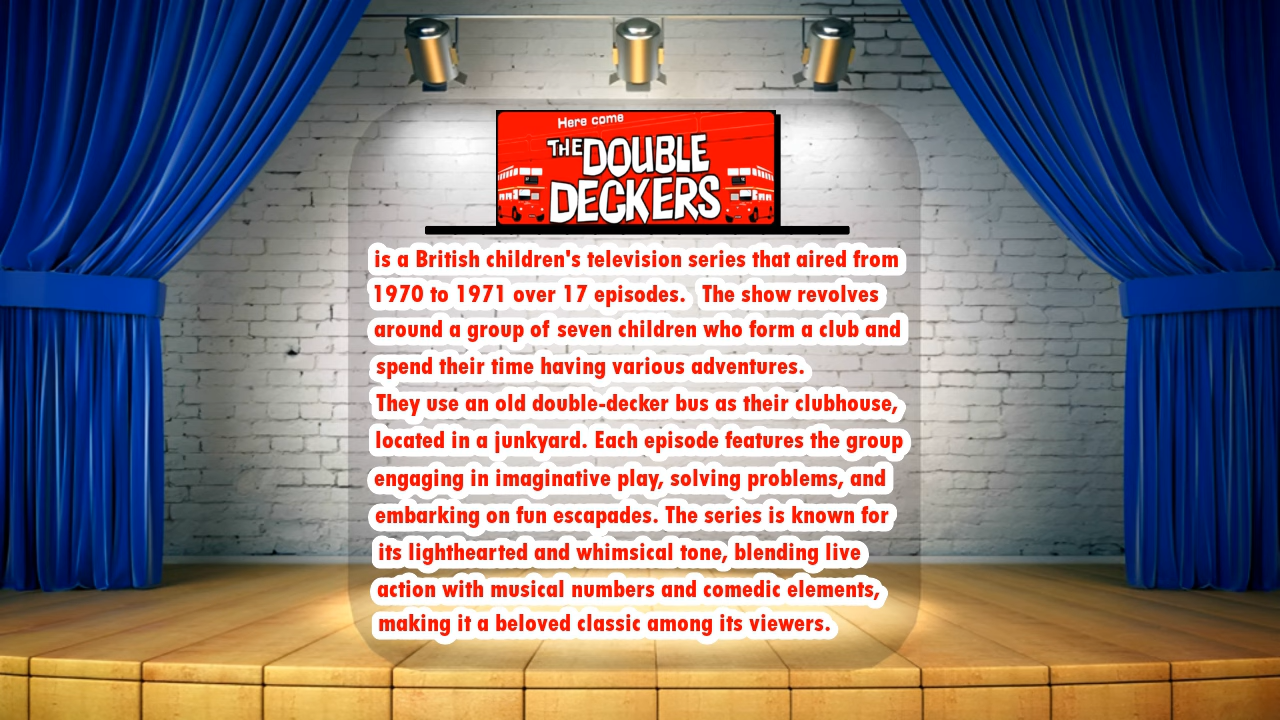 Here come
THE DOUBLE
DECKERS
is a British children's television series that aired from
1970 to 1971 over 17 episodes. The show revolves
around a group of seven children who form a club and
spend their time having various adventures.
They use an old double-decker bus as their clubhouse,
located in a junkyard. Each episode features the group
engaging in imaginative play, solving problems, and
embarking on fun escapades. The series is known for
its lighthearted and whimsical tone, blending live
action with musical numbers and comedic elements,
making it a beloved classic among its viewers.